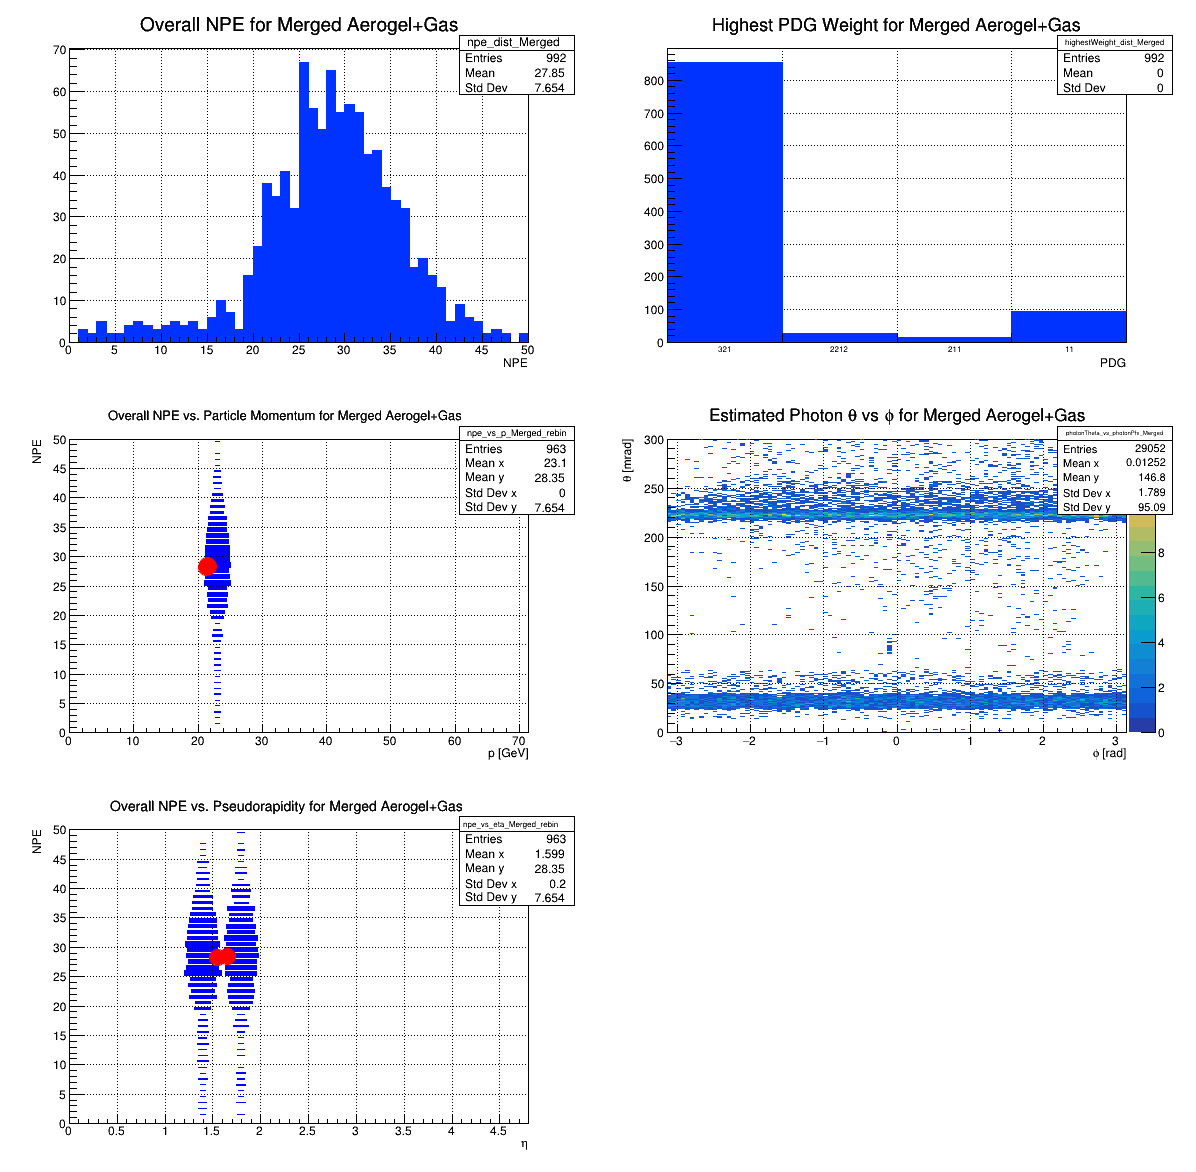 Overall NPE for Merged Aerogel+Gas
npe_dist_Merged
Entries 992
Mean 27.85
Std Dev 7.654
70
60
50
40
30
20
10
0
0 5 10 15 20 25 30 35 40 45 50
NPE
Highest PDG Weight for Merged Aerogel+Gas
highestWeight_dist_Merged
Entries 992
Mean 0
Std Dev 0
800
700
600
500
400
300
200
100
0
321 2212 211 11
PDG
Overall NPE vs. Particle Momentum for Merged Aerogel+Gas
npe_vs_p_Merged_rebin
Entries 963
Mean x 23.1
Mean y 28.35
Std Dev x 0
Std Dev y 7.654
NPE
50
45
40
35
30
25
20
15
10
5
0
0 10 20 30 40 50 60 70
p [GeV]
Estimated Photon θ vs ϕ for Merged Aerogel+Gas
photonTheta_vs_photonPhi_Merged
Entries 29052
Mean x 0.01252
Mean y 146.8
Std Dev x 1.789
Std Dev y 95.09
θ [mrad]
300
250
200
150
100
50
0
−3 −2 −1 0 1 2 3
ϕ [rad]
8
6
4
2
0
Overall NPE vs. Pseudorapidity for Merged Aerogel+Gas
npe_vs_eta_Merged_rebin
Entries 963
Mean x 1.599
Mean y 28.35
Std Dev x 0.2
Std Dev y 7.654
NPE
50
45
40
35
30
25
20
15
10
5
0
0 0.5 1 1.5 2 2.5 3 3.5 4 4.5
η